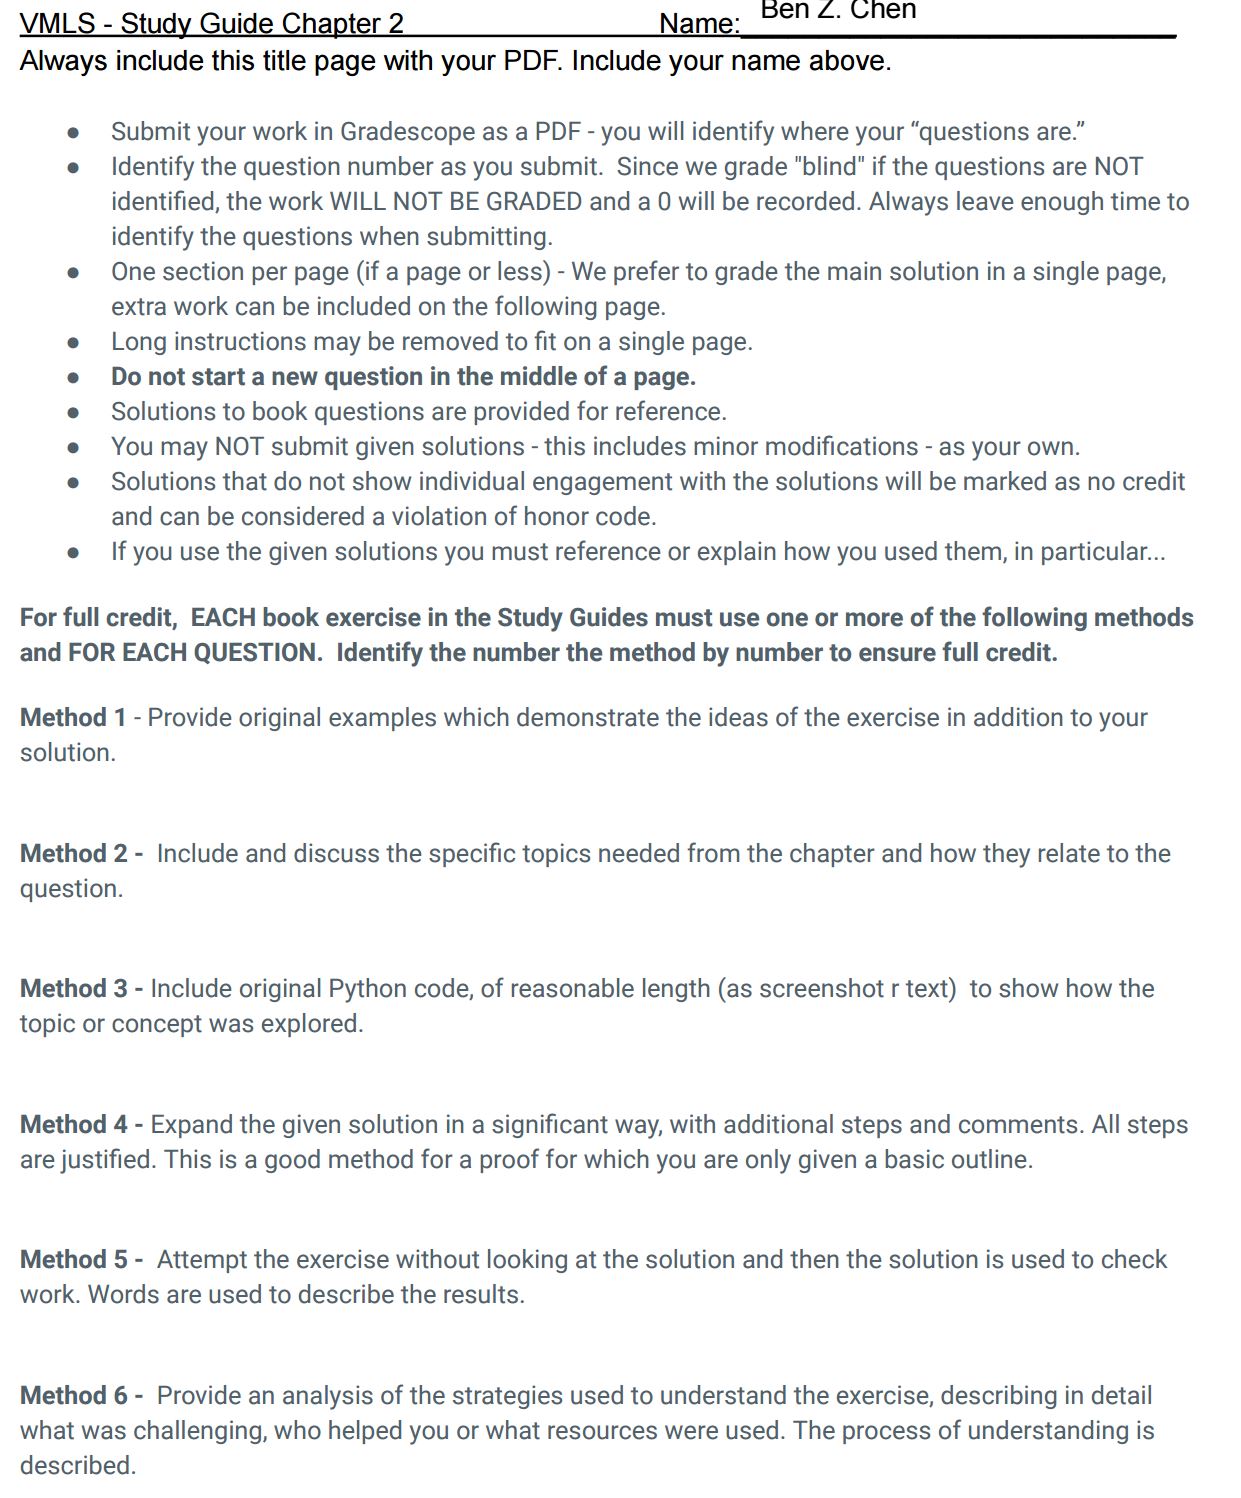 VMLS - Study Guide Chapter 2 Name: Ben Z. Chen
Always include this title page with your PDF. Include your name above.
● Submit your work in Gradescope as a PDF - you will identify where your “questions are.”
● Identify the question number as you submit.  Since we grade "blind" if the questions are NOT
identified, the work WILL NOT BE GRADED and a 0 will be recorded. Always leave enough time to
identify the questions when submitting.
● One section per page (if a page or less) - We prefer to grade the main solution in a single page,
extra work can be included on the following page.
● Long instructions may be removed to fit on a single page.
● Do not start a new question in the middle of a page.
● Solutions to book questions are provided for reference.
● You may NOT submit given solutions - this includes minor modifications - as your own.
● Solutions that do not show individual engagement with the solutions will be marked as no credit
and can be considered a violation of honor code.
● If you use the given solutions you must reference or explain how you used them, in particular...
For full credit,  EACH book exercise in the Study Guides must use one or more of the following methods
and FOR EACH QUESTION.  Identify the number the method by number to ensure full credit.
Method 1 - Provide original examples which demonstrate the ideas of the exercise in addition to your
solution.
Method 2 -  Include and discuss the specific topics needed from the chapter and how they relate to the
question.
Method 3 - Include original Python code, of reasonable length (as screenshot r text)  to show how the
topic or concept was explored.
Method 4 - Expand the given solution in a significant way, with additional steps and comments. All steps
are justified. This is a good method for a proof for which you are only given a basic outline.
Method 5 -  Attempt the exercise without looking at the solution and then the solution is used to check
work. Words are used to describe the results.
Method 6 -  Provide an analysis of the strategies used to understand the exercise, describing in detail
what was challenging, who helped you or what resources were used. The process of understanding is
described.